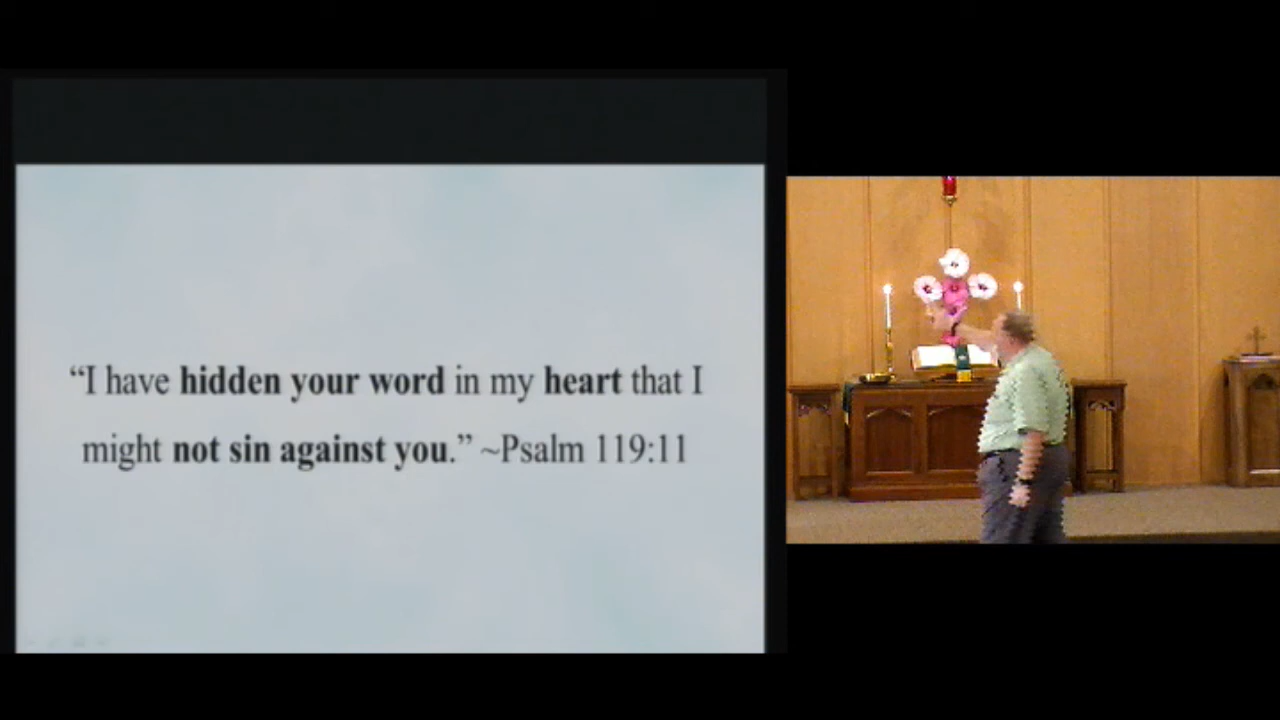 “I have hidden your word in my heart that I
might not sin against you.” ~Psalm 119:11